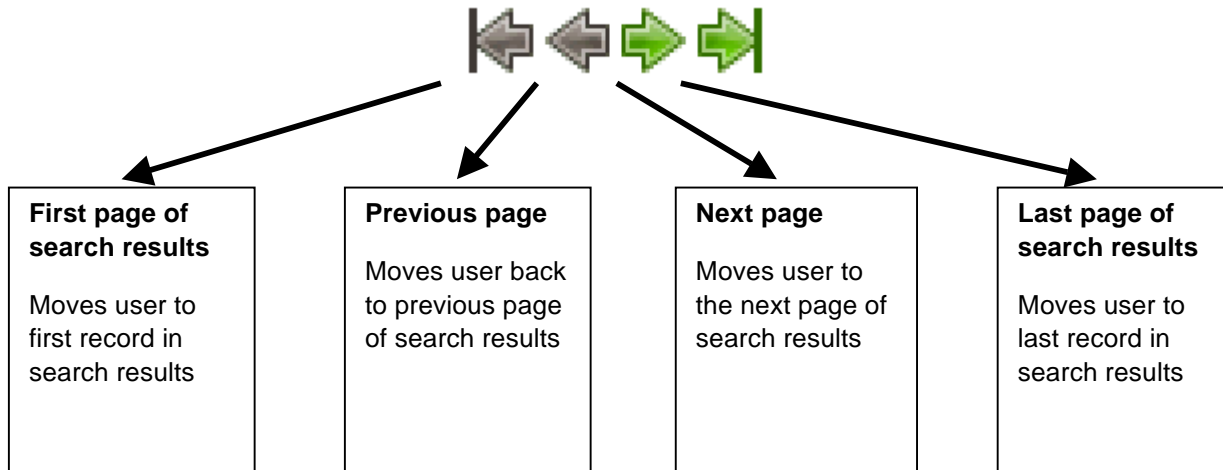 First page of
search results
Moves user to
first record in
search results
Previous page
Moves user back
to previous page
of search results
Next page
Moves user to
the next page of
search results
Last page of
search results
Moves user to
last record in
search results